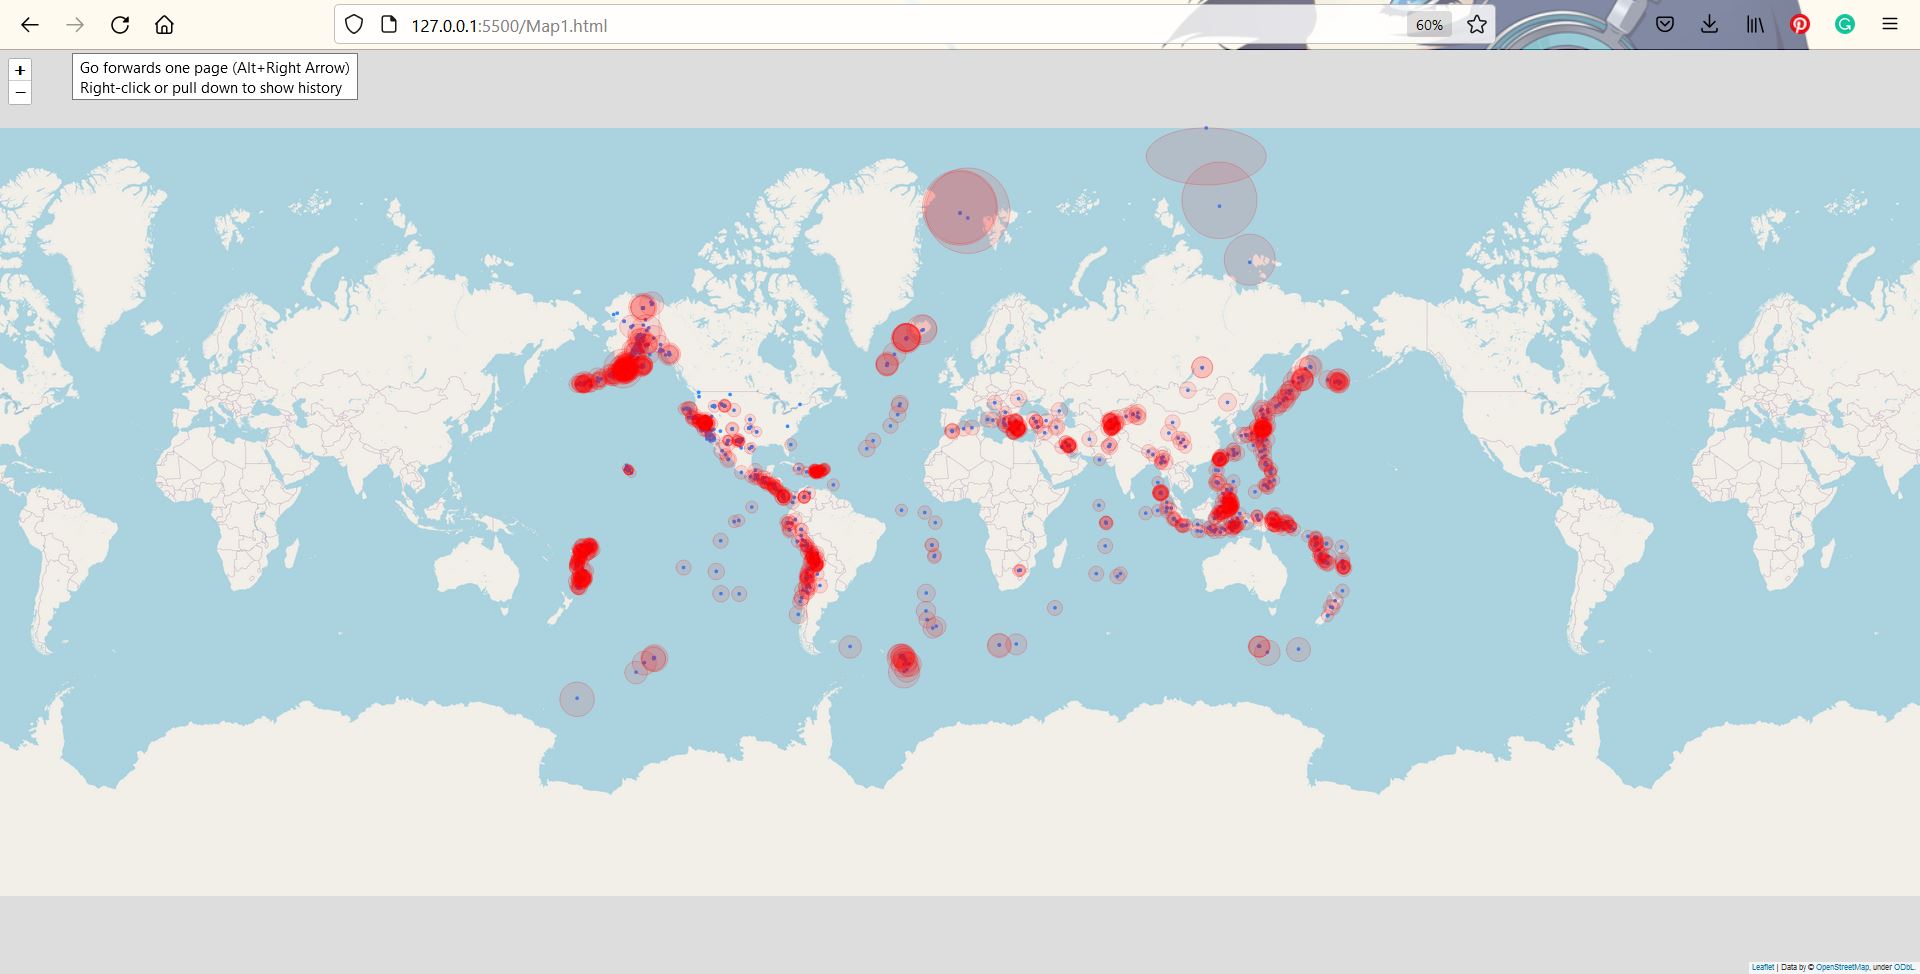 127.0.0.1:5500/Map1.html
60%
+
Go forwards one page (Alt+Right Arrow)
−
Right-click or pull down to show history
Leaflet | Data by © OpenStreetMap, under ODbL.